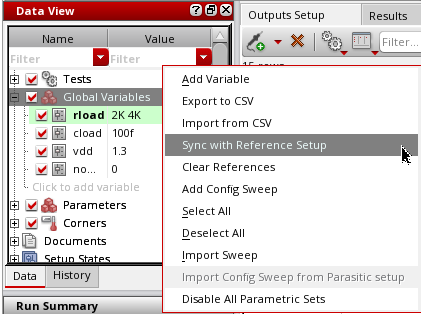 Data View
Name Value
Filter Filter
Tests
Global Variables
rload 2K 4K
cload 100f
vdd 1.3
no... 0
Click to add variable
Parameters
Corners
Documents
Setup States
Data History
Run Summary
Outputs Setup Results
Filter...
Add Variable
Export to CSV
Import from CSV
Sync with Reference Setup
Clear References
Add Config Sweep
Select All
Deselect All
Import Sweep
Import Config Sweep from Parasitic setup
Disable All Parametric Sets